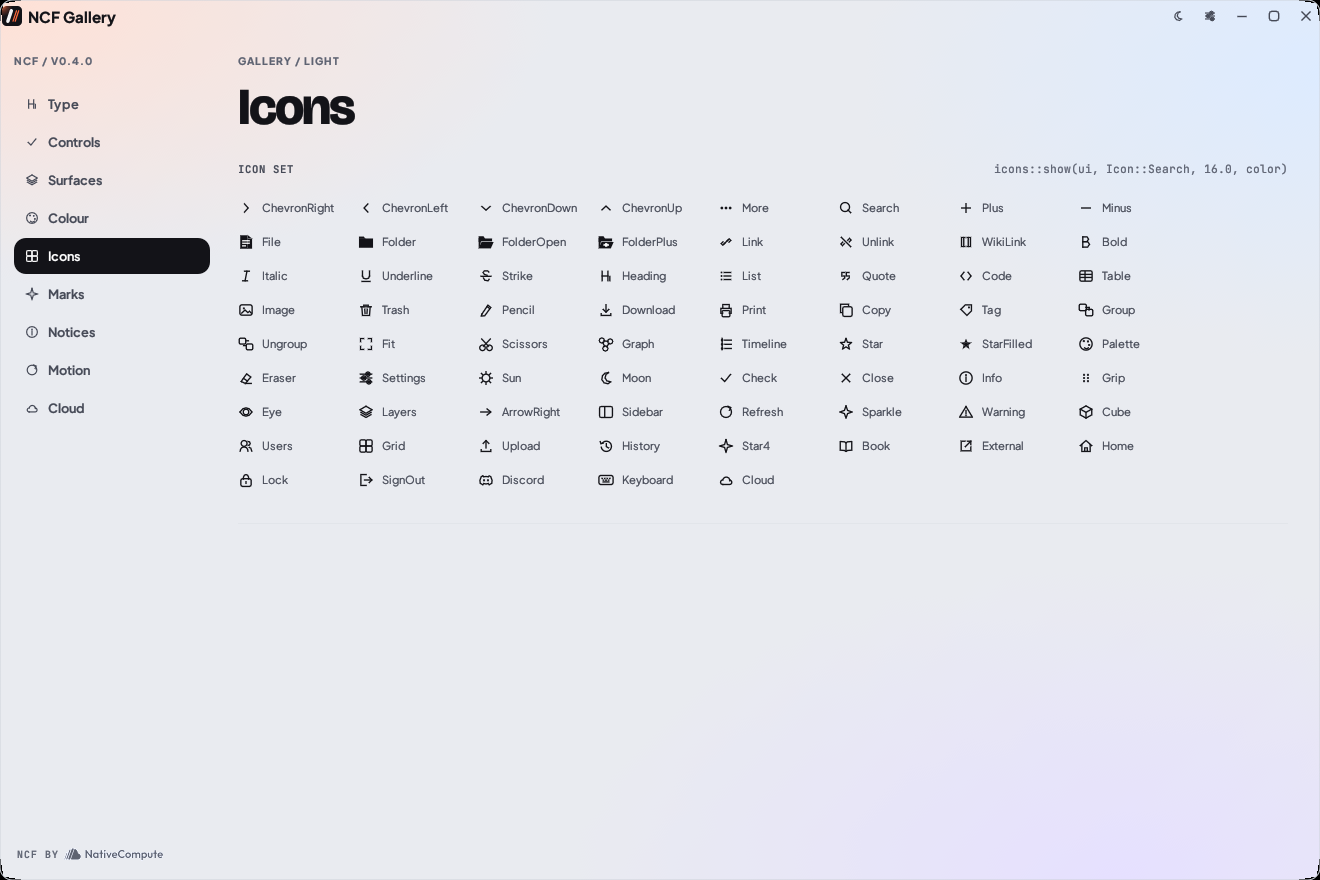 NCF Gallery
NCF / V0.4.0
Type
Controls
Surfaces
Colour
Icons
Marks
Notices
Motion
Cloud
NCF BY NativeCompute
GALLERY / LIGHT
Icons
ICON SET icons::show(ui, Icon::Search, 16.0, color)
ChevronRight ChevronLeft ChevronDown ChevronUp More Search Plus Minus
File Folder FolderOpen FolderPlus Link Unlink WikiLink Bold
Italic Underline Strike Heading List Quote Code Table
Image Trash Pencil Download Print Copy Tag Group
Ungroup Fit Scissors Graph Timeline Star StarFilled Palette
Eraser Settings Sun Moon Check Close Info Grip
Eye Layers ArrowRight Sidebar Refresh Sparkle Warning Cube
Users Grid Upload History Star4 Book External Home
Lock SignOut Discord Keyboard Cloud